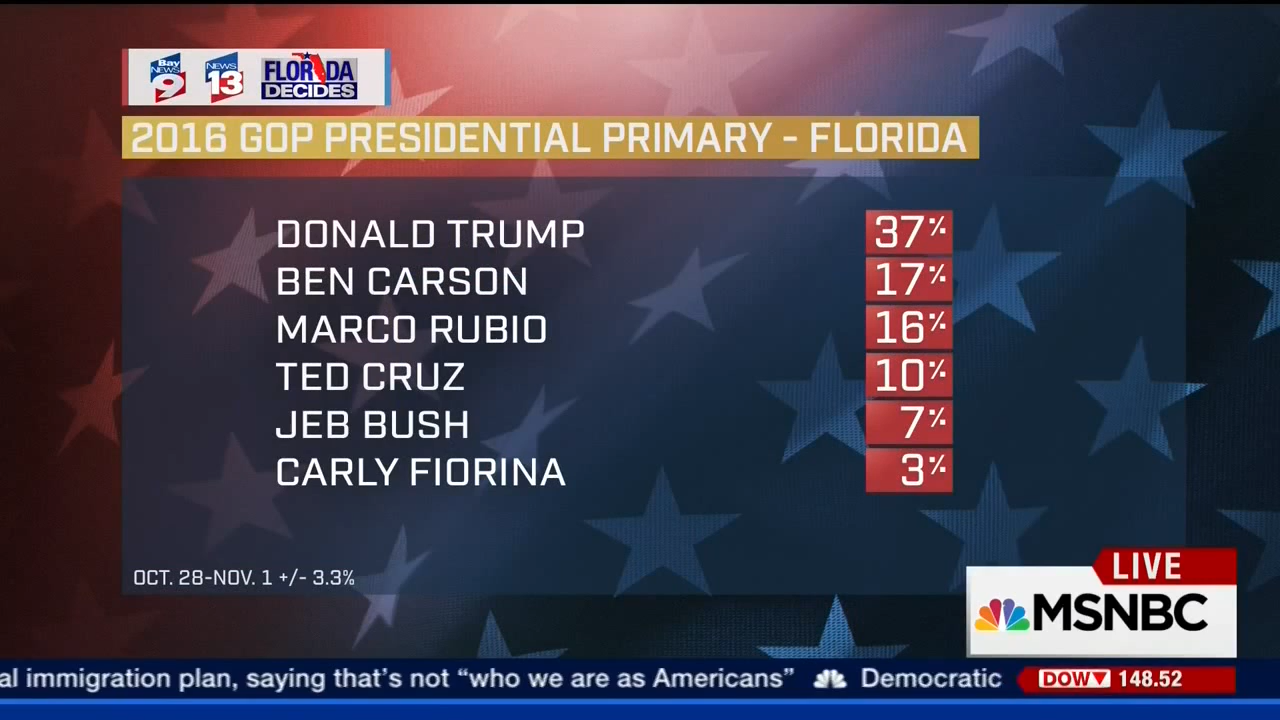 Bay NEWS 9 NEWS 13 FLORIDA DECIDES
2016 GOP PRESIDENTIAL PRIMARY - FLORIDA
DONALD TRUMP 37%
BEN CARSON 17%
MARCO RUBIO 16%
TED CRUZ 10%
JEB BUSH 7%
CARLY FIORINA 3%
OCT. 28-NOV. 1 +/- 3.3%
LIVE
MSNBC
al immigration plan, saying that's not “who we are as Americans” Democratic DOW 148.52